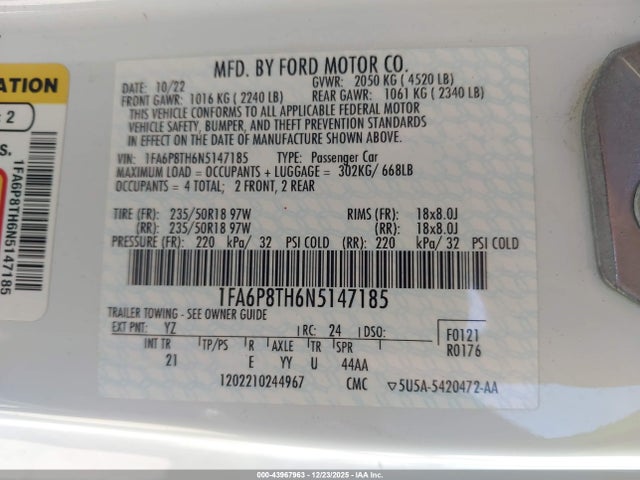 MFD. BY FORD MOTOR CO.
DATE: 10/22 GVWR: 2050 KG ( 4520 LB)
FRONT GAWR: 1016 KG ( 2240 LB) REAR GAWR: 1061 KG ( 2340 LB)
THIS VEHICLE CONFORMS TO ALL APPLICABLE FEDERAL MOTOR
VEHICLE SAFETY, BUMPER, AND THEFT PREVENTION STANDARDS
IN EFFECT ON THE DATE OF MANUFACTURE SHOWN ABOVE.
VIN: 1FA6P8TH6N5147185 TYPE: Passenger Car
MAXIMUM LOAD = OCCUPANTS + LUGGAGE = 302KG/ 668LB
OCCUPANTS = 4 TOTAL; 2 FRONT, 2 REAR
TIRE (FR): 235/50R18 97W RIMS (FR): 18x8.0J
(RR): 235/50R18 97W (RR): 18x8.0J
PRESSURE (FR): 220 kPa/ 32 PSI COLD (RR): 220 kPa/ 32 PSI COLD
1FA6P8TH6N5147185
TRAILER TOWING - SEE OWNER GUIDE
EXT PNT: YZ RC: 24 DSO: F0121
INT TR TP/PS R AXLE TR SPR R0176
21 E YY U 44AA
1202210244967 CMC ▽5U5A-5420472-AA
ATION
: 2
S.
1FA6P8TH6N5147185
000-43967963 - 12/23/2025 - IAA Inc.